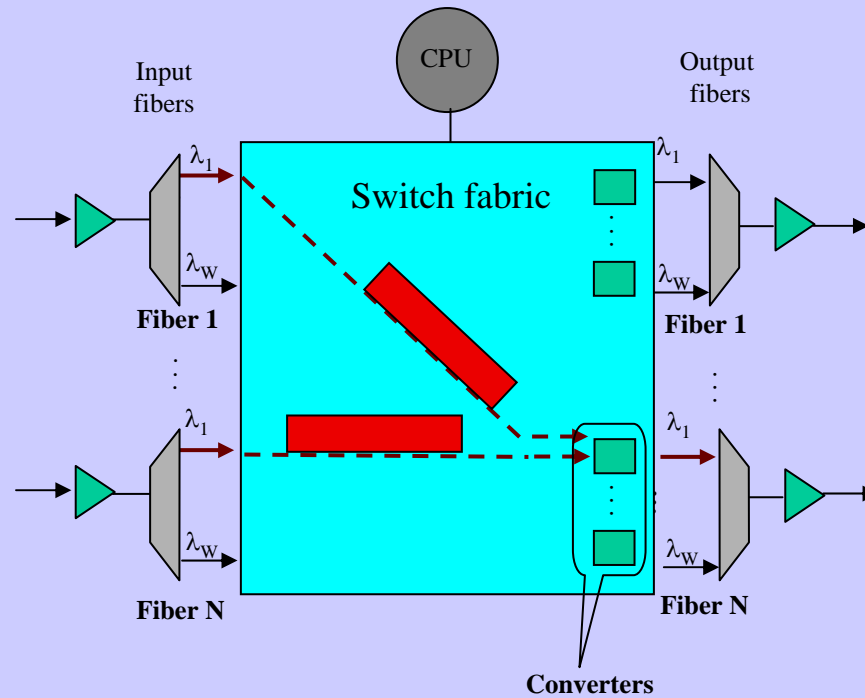 CPU
Input
fibers
Output
fibers
λ1
λ1
Switch fabric
λW
λW
Fiber 1
Fiber 1
λ1
λ1
λW
λW
Fiber N
Fiber N
Converters